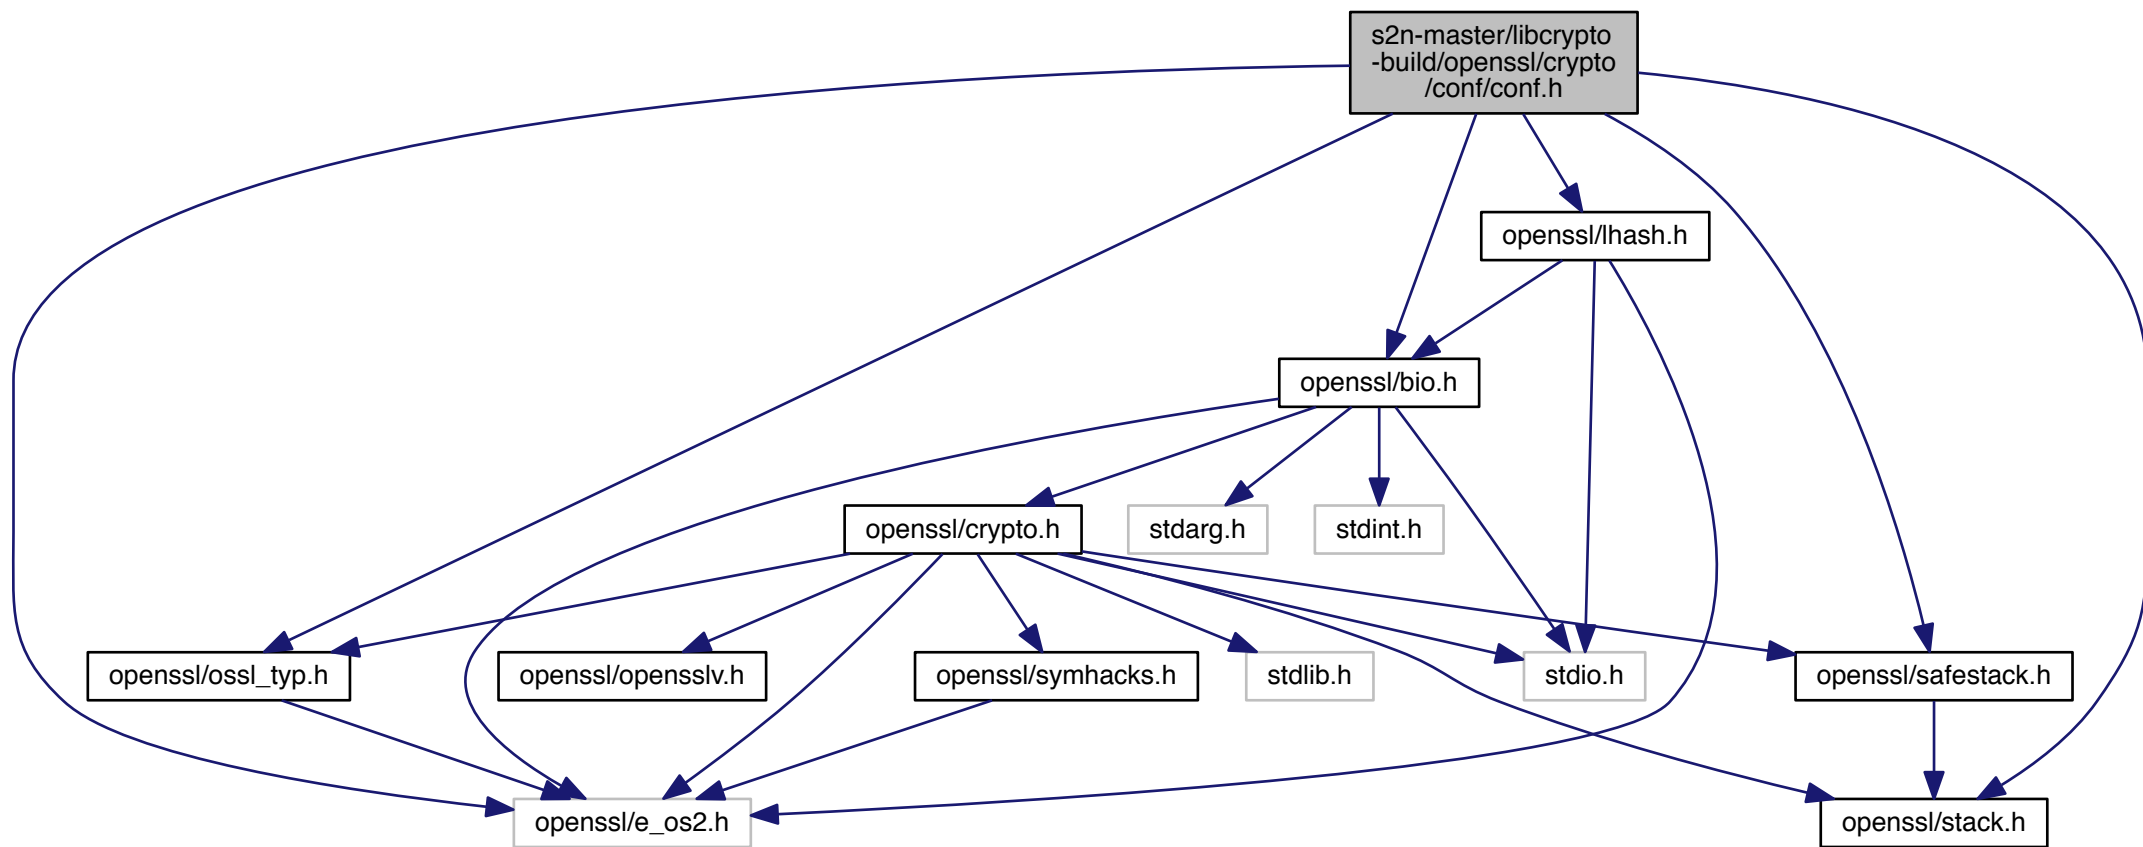 s2n-master/libcrypto
-build/openssl/crypto
/conf/conf.h
openssl/lhash.h
openssl/bio.h
openssl/crypto.h
stdarg.h
stdint.h
openssl/ossl_typ.h
openssl/opensslv.h
openssl/symhacks.h
stdlib.h
stdio.h
openssl/safestack.h
openssl/e_os2.h
openssl/stack.h